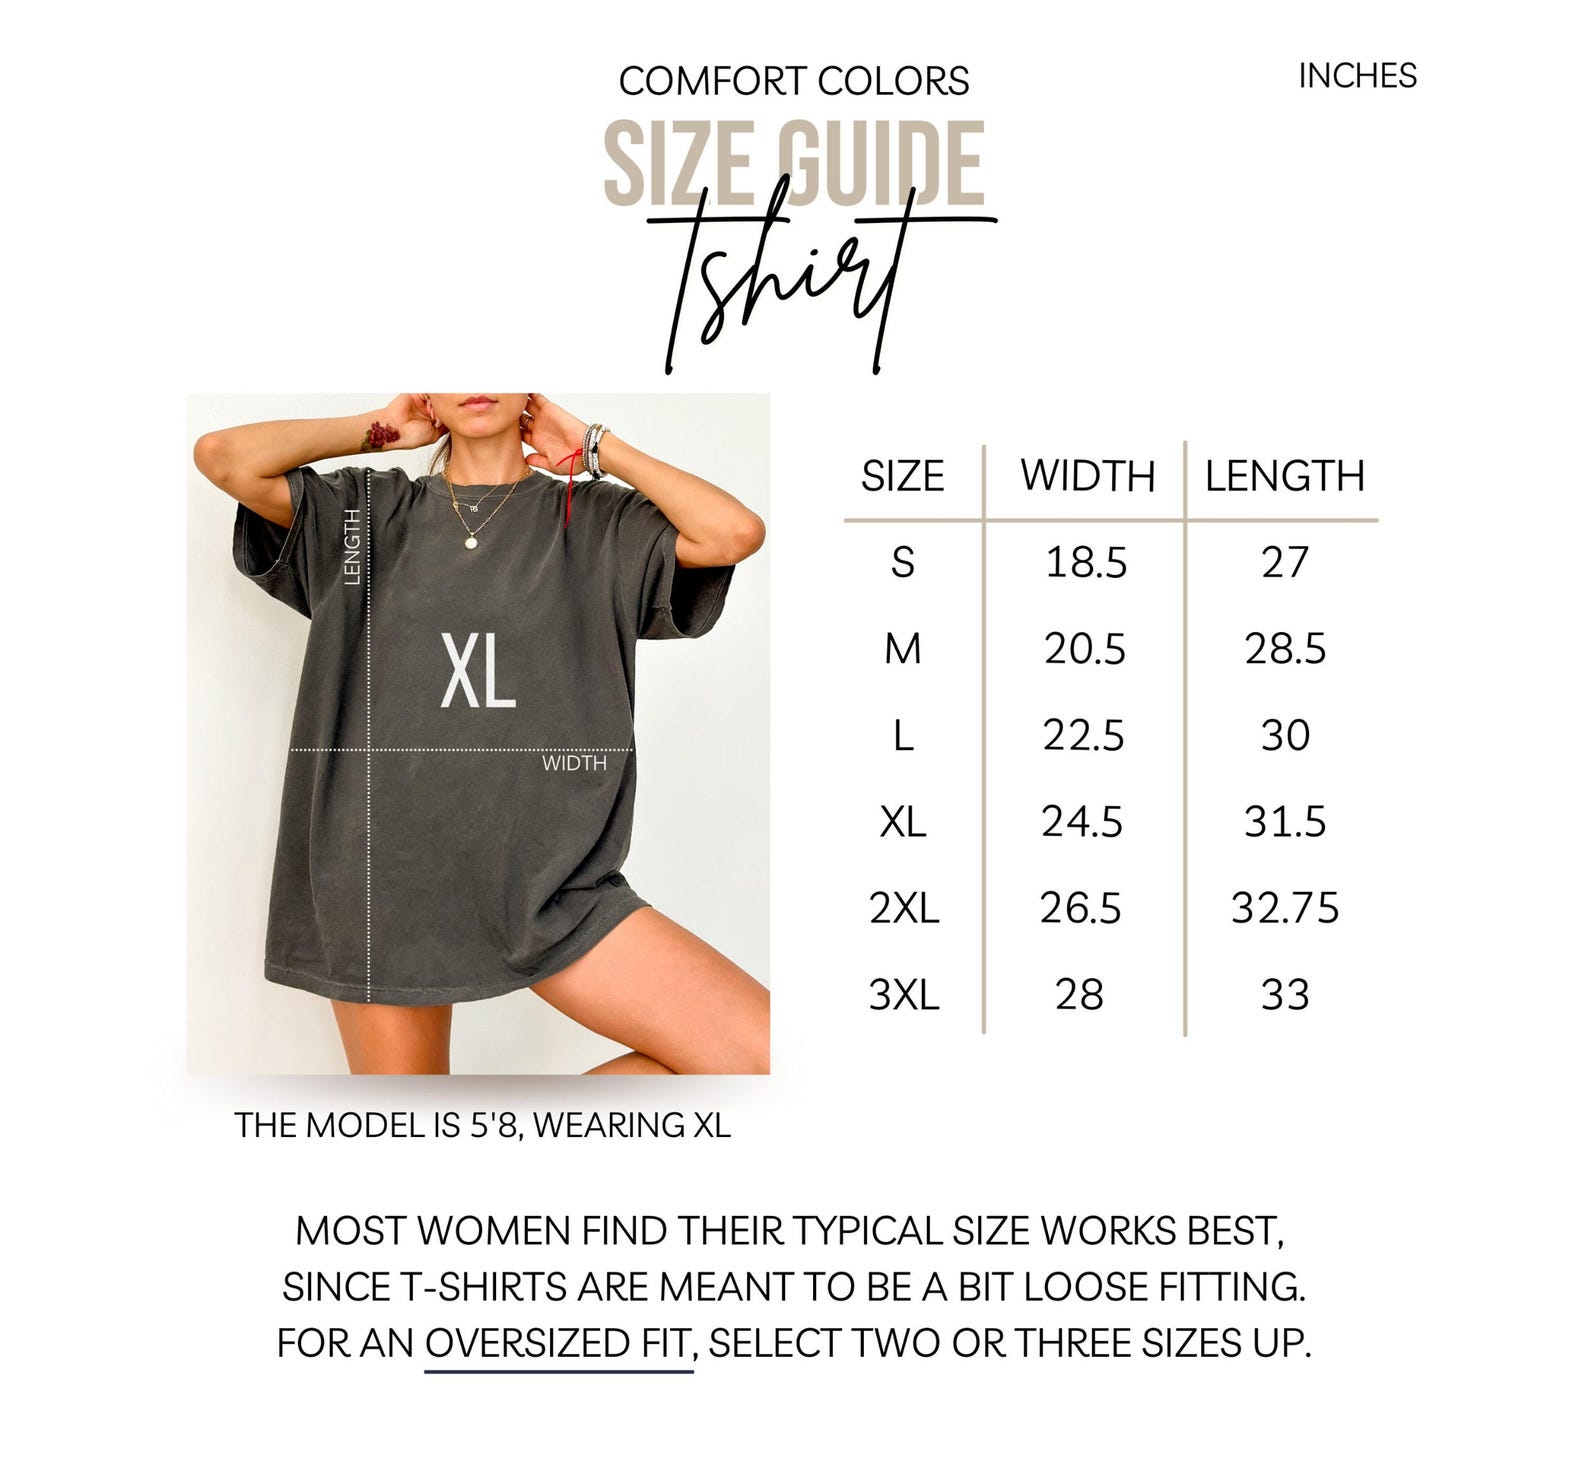 COMFORT COLORS
INCHES
SIZE GUIDE
tshirt
LENGTH
XL
WIDTH
SIZE WIDTH LENGTH
S 18.5 27
M 20.5 28.5
L 22.5 30
XL 24.5 31.5
2XL 26.5 32.75
3XL 28 33
THE MODEL IS 5'8, WEARING XL
MOST WOMEN FIND THEIR TYPICAL SIZE WORKS BEST,
SINCE T-SHIRTS ARE MEANT TO BE A BIT LOOSE FITTING.
FOR AN OVERSIZED FIT, SELECT TWO OR THREE SIZES UP.